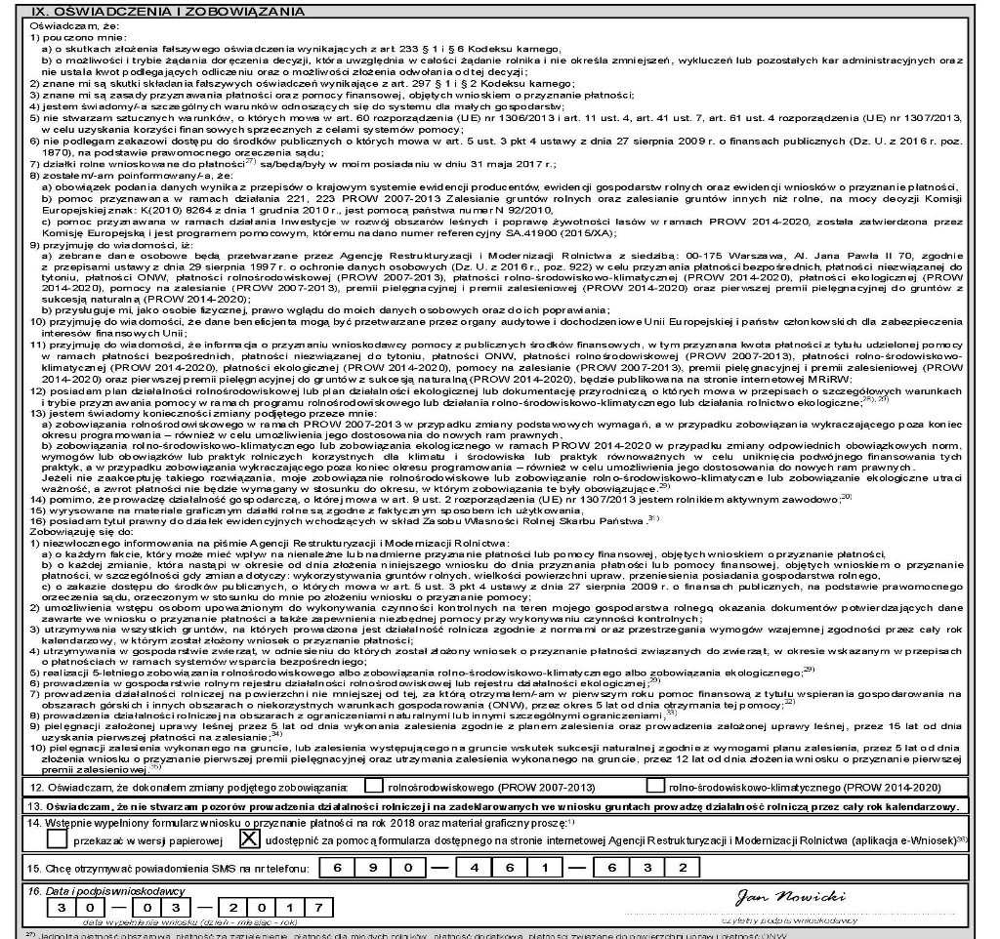 IX. OŚWIADCZENIA I ZOBOWIĄZANIA
Oświadczam, że:
1) pouczono mnie:
a) o skutkach złożenia fałszywego oświadczenia wynikających z art. 233 § 1 i § 6 Kodeksu karnego,
b) o możliwości i trybie żądania doręczenia decyzji, która uwzględnia w całości żądanie rolnika i nie określa zmniejszeń, wykluczeń lub pozostałych kar administracyjnych oraz
nie ustala kwot podlegających odliczeniu oraz o możliwości złożenia odwołania od tej decyzji;
2) znane mi są skutki składania fałszywych oświadczeń wynikające z art. 297 § 1 i § 2 Kodeksu karnego;
3) znane mi są zasady przyznawania płatności oraz pomocy finansowej, objętych wnioskiem o przyznanie płatności;
4) jestem świadomy/-a szczególnych warunków odnoszących się do systemu dla małych gospodarstw;
5) nie stwarzam sztucznych warunków, o których mowa w art. 60 rozporządzenia (UE) nr 1306/2013 i art. 11 ust. 4, art. 41 ust. 7, art. 61 ust. 4 rozporządzenia (UE) nr 1307/2013,
w celu uzyskania korzyści finansowych sprzecznych z celami systemów pomocy;
6) nie podlegam zakazowi dostępu do środków publicznych o których mowa w art. 5 ust. 3 pkt 4 ustawy z dnia 27 sierpnia 2009 r. o finansach publicznych (Dz. U. z 2016 r. poz.
1870), na podstawie prawomocnego orzeczenia sądu;
7) działki rolne wnioskowane do płatności27) są/będą/były w moim posiadaniu w dniu 31 maja 2017 r.;
8) zostałem/-am poinformowany/-a, że:
a) obowiązek podania danych wynika z przepisów o krajowym systemie ewidencji producentów, ewidencji gospodarstw rolnych oraz ewidencji wniosków o przyznanie płatności,
b) pomoc przyznawana w ramach działania 221, 223 PROW 2007-2013 Zalesianie gruntów rolnych oraz zalesianie gruntów innych niż rolne, na mocy decyzji Komisji
Europejskiej znak: K(2010) 8264 z dnia 1 grudnia 2010 r., jest pomocą państwa numer N 92/2010,
c) pomoc przyznawana w ramach działania Inwestycje w rozwój obszarów leśnych i poprawę żywotności lasów w ramach PROW 2014-2020, została zatwierdzona przez
Komisję Europejską i jest programem pomocowym, któremu nadano numer referencyjny SA.41900 (2015/XA);
9) przyjmuję do wiadomości, iż:
a) zebrane dane osobowe będą przetwarzane przez Agencję Restrukturyzacji i Modernizacji Rolnictwa z siedzibą: 00-175 Warszawa, Al. Jana Pawła II 70, zgodnie
z przepisami ustawy z dnia 29 sierpnia 1997 r. o ochronie danych osobowych (Dz. U. z 2016 r., poz. 922) w celu przyznania płatności bezpośrednich, płatności niezwiązanej do
tytoniu, płatności ONW, płatności rolnośrodowiskowej (PROW 2007-2013), płatności rolno-środowiskowo-klimatycznej (PROW 2014-2020), płatności ekologicznej (PROW
2014-2020), pomocy na zalesianie (PROW 2007-2013), premii pielęgnacyjnej i premii zalesieniowej (PROW 2014-2020) oraz pierwszej premii pielęgnacyjnej do gruntów z
sukcesją naturalną (PROW 2014-2020);
b) przysługuje mi, jako osobie fizycznej, prawo wglądu do moich danych osobowych oraz do ich poprawiania;
10) przyjmuję do wiadomości, że dane beneficjenta mogą być przetwarzane przez organy audytowe i dochodzeniowe Unii Europejskiej i państw członkowskich dla zabezpieczenia
interesów finansowych Unii;
11) przyjmuję do wiadomości, że informacja o przyznaniu wnioskodawcy pomocy z publicznych środków finansowych, w tym przyznana kwota płatności z tytułu udzielonej pomocy
w ramach płatności bezpośrednich, płatności niezwiązanej do tytoniu, płatności ONW, płatności rolnośrodowiskowej (PROW 2007-2013), płatności rolno-środowiskowo-
klimatycznej (PROW 2014-2020), płatności ekologicznej (PROW 2014-2020), pomocy na zalesianie (PROW 2007-2013), premii pielęgnacyjnej i premii zalesieniowej (PROW
2014-2020) oraz pierwszej premii pielęgnacyjnej do gruntów z sukcesją naturalną (PROW 2014-2020), będzie publikowana na stronie internetowej MRiRW;
12) posiadam plan działalności rolnośrodowiskowej lub plan działalności ekologicznej lub dokumentację przyrodniczą, o których mowa w przepisach o szczegółowych warunkach
i trybie przyznawania pomocy w ramach programu rolnośrodowiskowego lub działania rolno-środowiskowo-klimatycznego lub działania rolnictwo ekologiczne;28), 29)
13) jestem świadomy konieczności zmiany podjętego przeze mnie:
a) zobowiązania rolnośrodowiskowego w ramach PROW 2007-2013 w przypadku zmiany podstawowych wymagań, a w przypadku zobowiązania wykraczającego poza koniec
okresu programowania – również w celu umożliwienia jego dostosowania do nowych ram prawnych,
b) zobowiązania rolno-środowiskowo-klimatycznego lub zobowiązania ekologicznego w ramach PROW 2014-2020 w przypadku zmiany odpowiednich obowiązkowych norm,
wymogów lub obowiązków lub praktyk rolniczych korzystnych dla klimatu i środowiska lub praktyk równoważnych w celu uniknięcia podwójnego finansowania tych
praktyk, a w przypadku zobowiązania wykraczającego poza koniec okresu programowania – również w celu umożliwienia jego dostosowania do nowych ram prawnych.
Jeżeli nie zaakceptuję takiego rozwiązania, moje zobowiązanie rolnośrodowiskowe lub zobowiązanie rolno-środowiskowo-klimatyczne lub zobowiązanie ekologiczne utraci
ważność, a zwrot płatności nie będzie wymagany w stosunku do okresu, w którym zobowiązania te były obowiązujące.29)
14) pomimo, że prowadzę działalność gospodarczą, o której mowa w art. 9 ust. 2 rozporządzenia (UE) nr 1307/2013 jestem rolnikiem aktywnym zawodowo;30)
15) wyrysowane na materiale graficznym działki rolne są zgodne z faktycznym sposobem ich użytkowania,
16) posiadam tytuł prawny do działek ewidencyjnych wchodzących w skład Zasobu Własności Rolnej Skarbu Państwa.31)
Zobowiązuję się do:
1) niezwłocznego informowania na piśmie Agencji Restrukturyzacji i Modernizacji Rolnictwa:
a) o każdym fakcie, który może mieć wpływ na nienależne lub nadmierne przyznanie płatności lub pomocy finansowej, objętych wnioskiem o przyznanie płatności,
b) o każdej zmianie, która nastąpi w okresie od dnia złożenia niniejszego wniosku do dnia przyznania płatności lub pomocy finansowej, objętych wnioskiem o przyznanie
płatności, w szczególności gdy zmiana dotyczy: wykorzystywania gruntów rolnych, wielkości powierzchni upraw, przeniesienia posiadania gospodarstwa rolnego,
c) o zakazie dostępu do środków publicznych, o których mowa w art. 5 ust. 3 pkt 4 ustawy z dnia 27 sierpnia 2009 r. o finansach publicznych, na podstawie prawomocnego
orzeczenia sądu, orzeczonym w stosunku do mnie po złożeniu wniosku o przyznanie pomocy;
2) umożliwienia wstępu osobom upoważnionym do wykonywania czynności kontrolnych na teren mojego gospodarstwa rolnego, okazania dokumentów potwierdzających dane
zawarte we wniosku o przyznanie płatności a także zapewnienia niezbędnej pomocy przy wykonywaniu czynności kontrolnych;
3) utrzymywania wszystkich gruntów, na których prowadzona jest działalność rolnicza zgodnie z normami oraz przestrzegania wymogów wzajemnej zgodności przez cały rok
kalendarzowy, w którym został złożony wniosek o przyznanie płatności;
4) utrzymywania w gospodarstwie zwierząt, w odniesieniu do których został złożony wniosek o przyznanie płatności związanych do zwierząt, w okresie wskazanym w przepisach
o płatnościach w ramach systemów wsparcia bezpośredniego;
5) realizacji 5-letniego zobowiązania rolnośrodowiskowego albo zobowiązania rolno-środowiskowo-klimatycznego albo zobowiązania ekologicznego;29)
6) prowadzenia w gospodarstwie rolnym rejestru działalności rolnośrodowiskowej lub rejestru działalności ekologicznej;29)
7) prowadzenia działalności rolniczej na powierzchni nie mniejszej od tej, za którą otrzymałem/-am w pierwszym roku pomoc finansową z tytułu wspierania gospodarowania na
obszarach górskich i innych obszarach o niekorzystnych warunkach gospodarowania (ONW), przez okres 5 lat od dnia otrzymania tej pomocy;32)
8) prowadzenia działalności rolniczej na obszarach z ograniczeniami naturalnymi lub innymi szczególnymi ograniczeniami,33)
9) pielęgnacji założonej uprawy leśnej przez 5 lat od dnia wykonania zalesienia zgodnie z planem zalesienia oraz prowadzenia założonej uprawy leśnej, przez 15 lat od dnia
uzyskania pierwszej płatności na zalesianie;34)
10) pielęgnacji zalesienia wykonanego na gruncie, lub zalesienia występującego na gruncie wskutek sukcesji naturalnej zgodnie z wymogami planu zalesienia, przez 5 lat od dnia
złożenia wniosku o przyznanie pierwszej premii pielęgnacyjnej oraz utrzymania zalesienia wykonanego na gruncie, przez 12 lat od dnia złożenia wniosku o przyznanie pierwszej
premii zalesieniowej.35)
12. Oświadczam, że dokonałem zmiany podjętego zobowiązania: rolnośrodowiskowego (PROW 2007-2013) rolno-środowiskowo-klimatycznego (PROW 2014-2020)
13. Oświadczam, że nie stwarzam pozorów prowadzenia działalności rolniczej i na zadeklarowanych we wniosku gruntach prowadzę działalność rolniczą przez cały rok kalendarzowy.
14. Wstępnie wypełniony formularz wniosku o przyznanie płatności na rok 2018 oraz materiał graficzny proszę:1)
przekazać w wersji papierowej X udostępnić za pomocą formularza dostępnego na stronie internetowej Agencji Restrukturyzacji i Modernizacji Rolnictwa (aplikacja e-Wniosek)36)
15. Chcę otrzymywać powiadomienia SMS na nr telefonu: 6 9 0 — 4 6 1 — 6 3 2
16. Data i podpis wnioskodawcy
3 0 — 0 3 — 2 0 1 7
Jan Nowicki
data wypełnienia wniosku (dzień - miesiąc - rok)
czytelny podpis wnioskodawcy
27) Jednolita płatność obszarowa, płatność za zazielenienie, płatność dla młodych rolników, płatność dodatkowa, płatności związane do powierzchni upraw i płatność ONW.